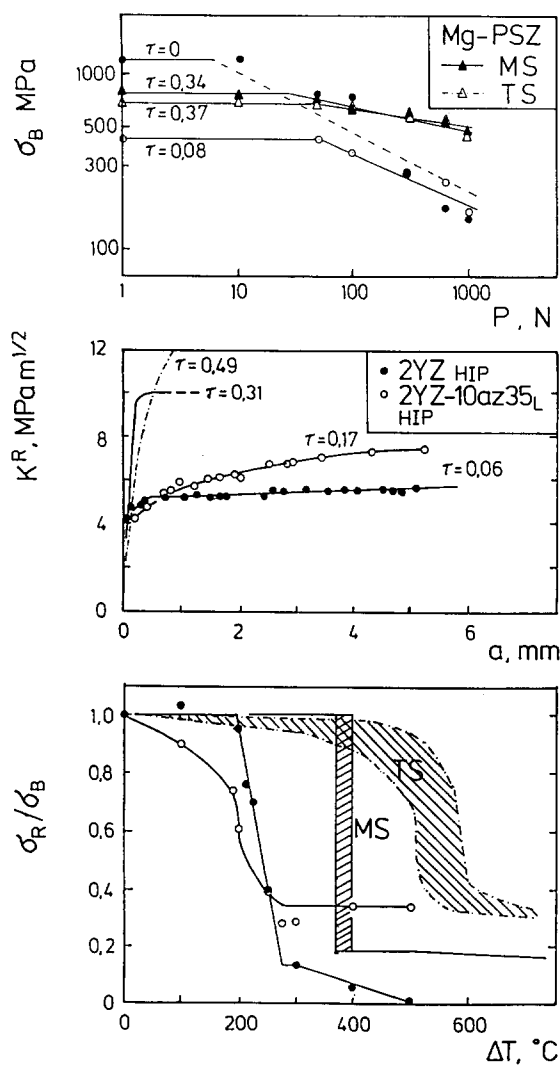 σB MPa
1000
500
300
100
τ=0
τ=0,34
τ=0,37
τ=0,08
Mg-PSZ
MS
TS
1 10 100 1000
P, N
K^R, MPam^1/2
12
8
4
0
τ=0,49
τ=0,31
τ=0,17
τ=0,06
2YZ HIP
2YZ-10az35L
HIP
0 2 4 6
a, mm
σR/σB
1,0
0,8
0,6
0,4
0,2
0
TS
MS
0 200 400 600
ΔT, °C